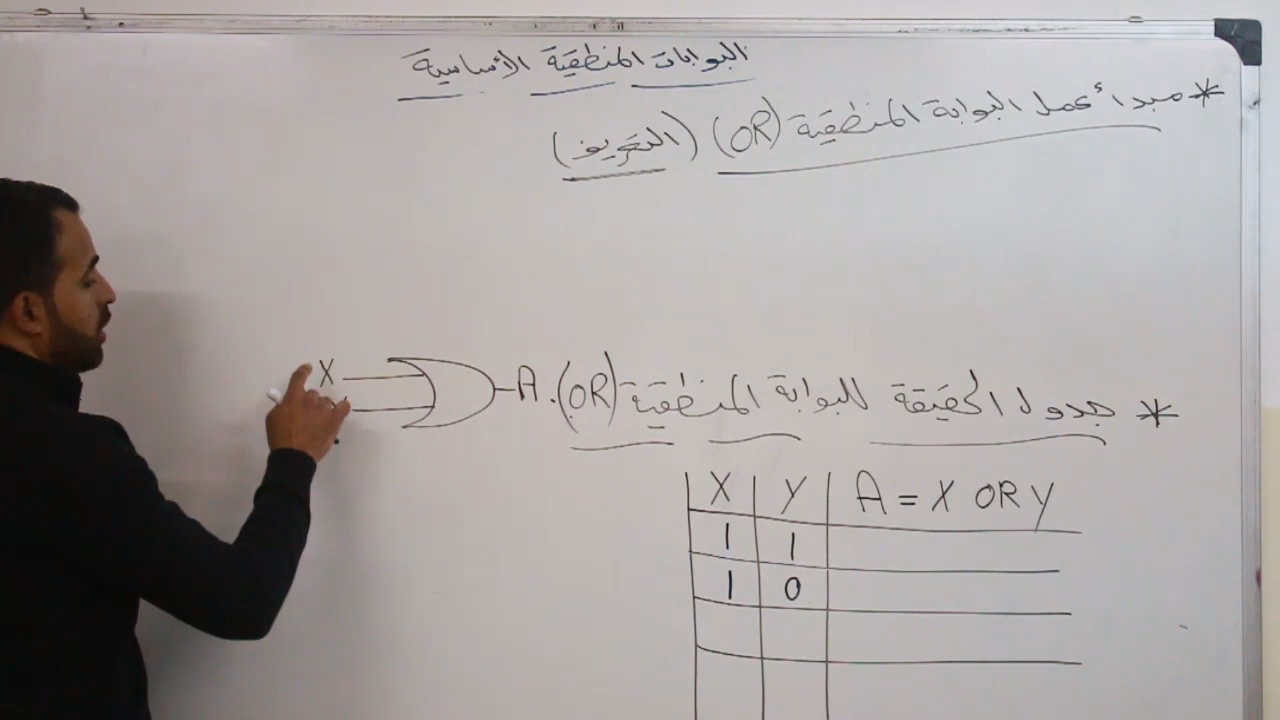 البوابات المنطقية الأساسية
* مبدأ عمل البوابة المنطقية (OR) (التعريف)
* جدول الحقيقة للبوابة المنطقية (OR).
X A
X Y A = X OR Y
1 1
1 0